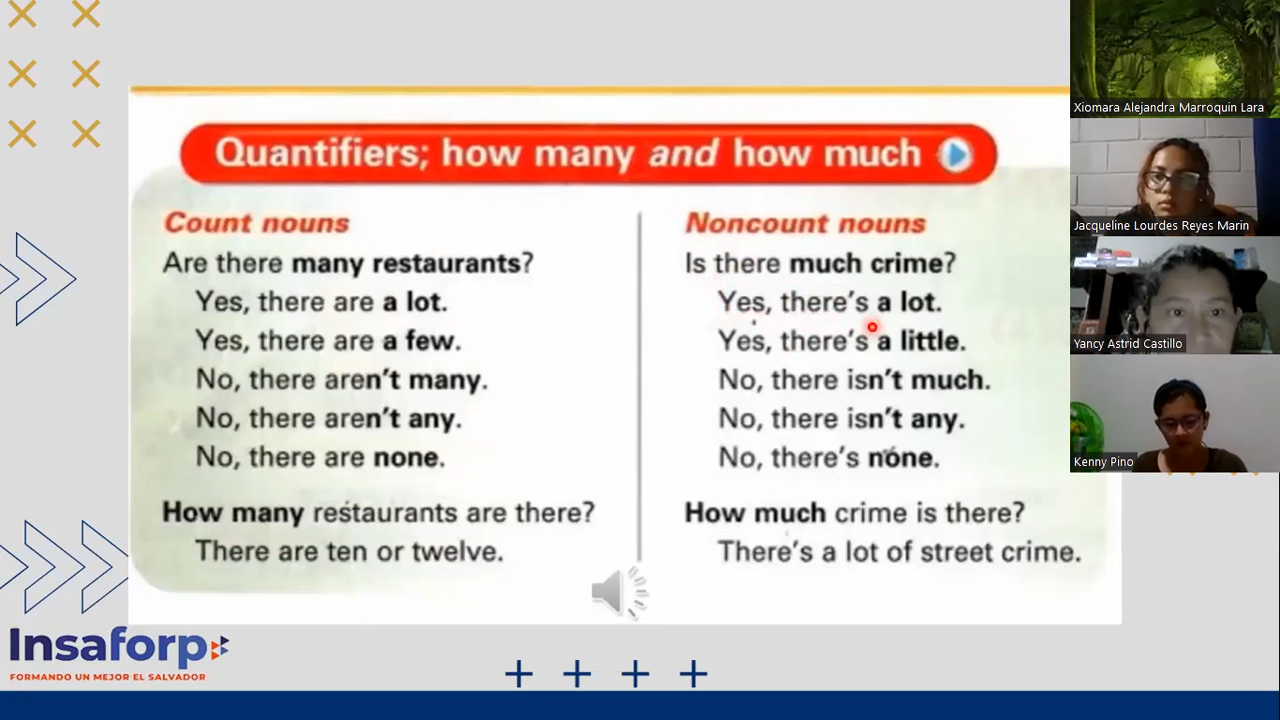 Quantifiers; how many and how much
Count nouns
Are there many restaurants?
Yes, there are a lot.
Yes, there are a few.
No, there aren't many.
No, there aren't any.
No, there are none.
How many restaurants are there?
There are ten or twelve.
Noncount nouns
Is there much crime?
Yes, there's a lot.
Yes, there's a little.
No, there isn't much.
No, there isn't any.
No, there's none.
How much crime is there?
There's a lot of street crime.
Insaforp
FORMANDO UN MEJOR EL SALVADOR
Xiomara Alejandra Marroquin Lara
Jacqueline Lourdes Reyes Marin
Yancy Astrid Castillo
Kenny Pino